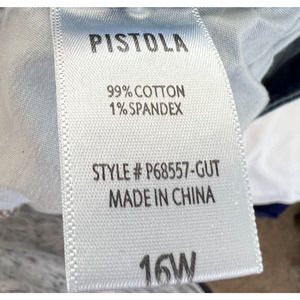 PISTOLA
99% COTTON
1% SPANDEX
STYLE # P68557-GUT
MADE IN CHINA
16W